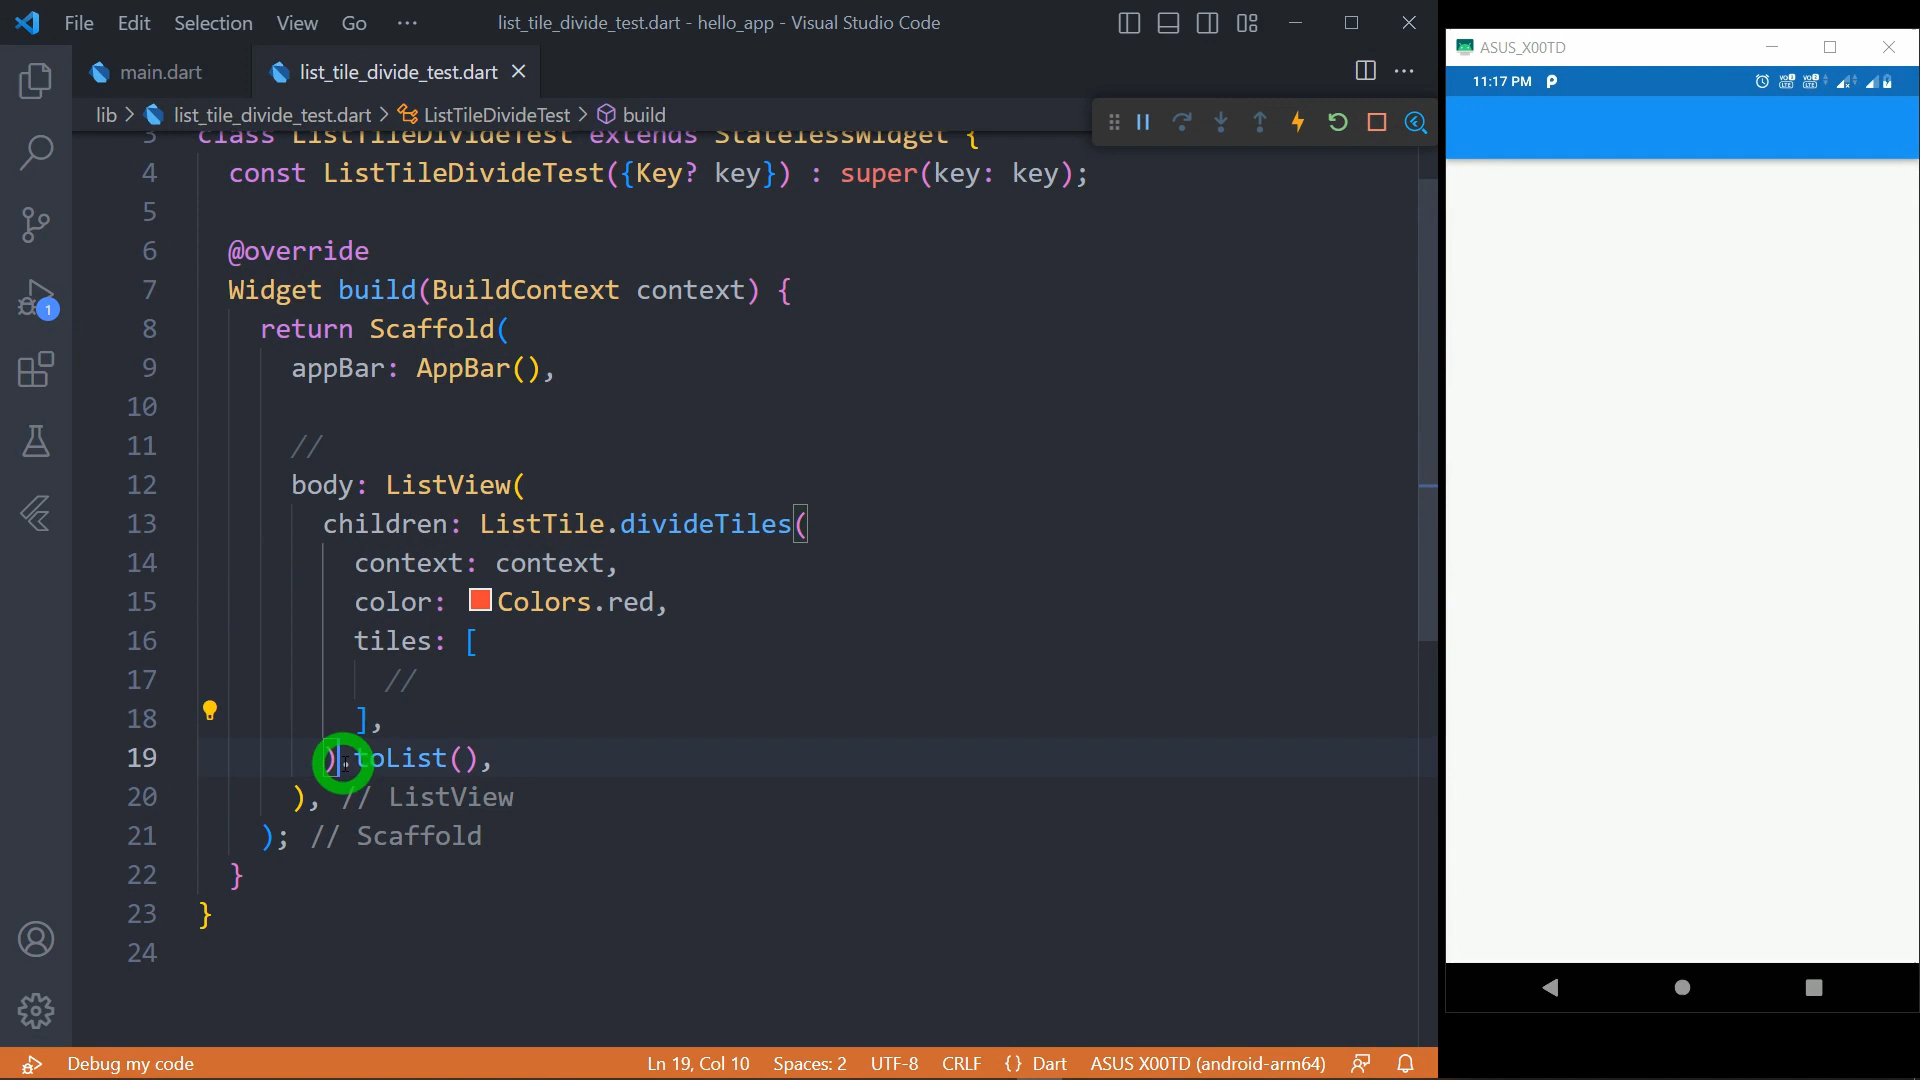 File Edit Selection View Go ··· list_tile_divide_test.dart - hello_app - Visual Studio Code
main.dart list_tile_divide_test.dart
lib > list_tile_divide_test.dart > ListTileDivideTest > build
3 class ListTileDivideTest extends StatelessWidget {
4 const ListTileDivideTest({Key? key}) : super(key: key);
5
6 @override
7 Widget build(BuildContext context) {
8 return Scaffold(
9 appBar: AppBar(),
10
11 //
12 body: ListView(
13 children: ListTile.divideTiles(
14 context: context,
15 color: Colors.red,
16 tiles: [
17 //
18 ],
19 ).toList(),
20 ), // ListView
21 ); // Scaffold
22 }
23 }
24
1
Debug my code Ln 19, Col 10 Spaces: 2 UTF-8 CRLF {} Dart ASUS X00TD (android-arm64)
ASUS_X00TD
11:17 PM